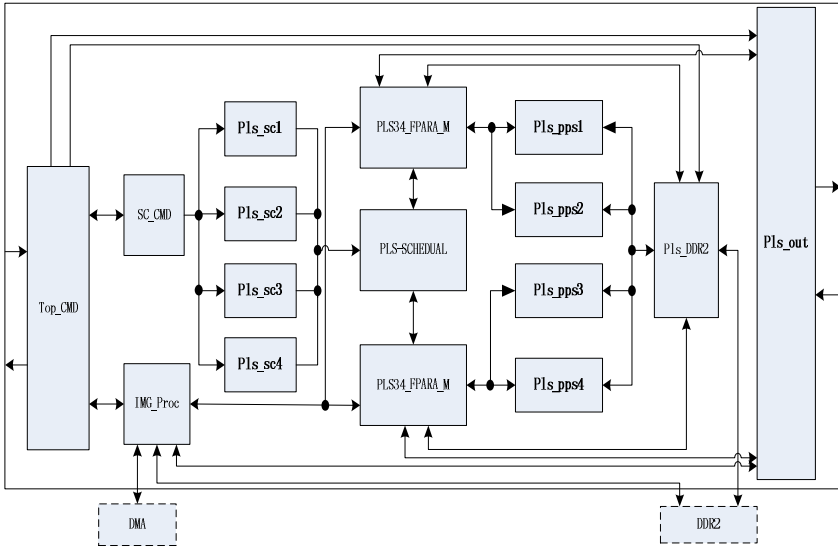 Pls_sc1
PLS34_FPARA_M
Pls_pps1
SC_CMD
Pls_sc2
PLS-SCHEDUAL
Pls_pps2
Pls_DDR2
Pls_out
Top_CMD
Pls_sc3
Pls_pps3
Pls_sc4
PLS34_FPARA_M
Pls_pps4
IMG_Proc
DMA
DDR2